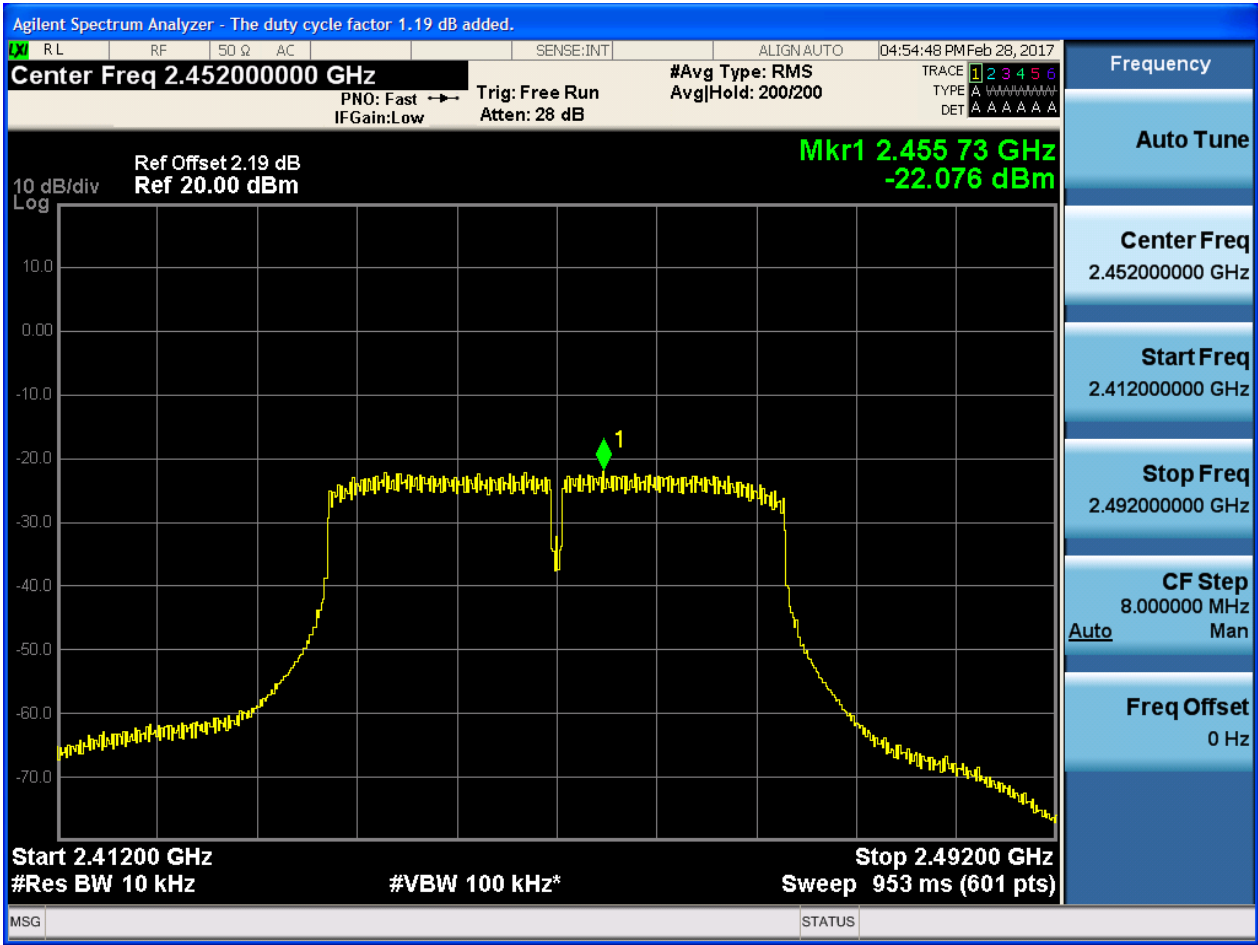 Agilent Spectrum Analyzer - The duty cycle factor 1.19 dB added.
LXI RL RF 50 Ω AC SENSE:INT ALIGN AUTO 04:54:48 PM Feb 28, 2017
Center Freq 2.452000000 GHz
PNO: Fast
IFGain:Low
Trig: Free Run
Atten: 28 dB
#Avg Type: RMS
Avg|Hold: 200/200
TRACE 1 2 3 4 5 6
TYPE A WWWWW
DET A A A A A A
Mkr1 2.455 73 GHz
-22.076 dBm
Ref Offset 2.19 dB
10 dB/div Ref 20.00 dBm
Log
10.0
0.00
-10.0
1
-20.0
-30.0
-40.0
-50.0
-60.0
-70.0
Start 2.41200 GHz Stop 2.49200 GHz
#Res BW 10 kHz #VBW 100 kHz* Sweep 953 ms (601 pts)
MSG STATUS
Frequency
Auto Tune
Center Freq
2.452000000 GHz
Start Freq
2.412000000 GHz
Stop Freq
2.492000000 GHz
CF Step
8.000000 MHz
Auto Man
Freq Offset
0 Hz